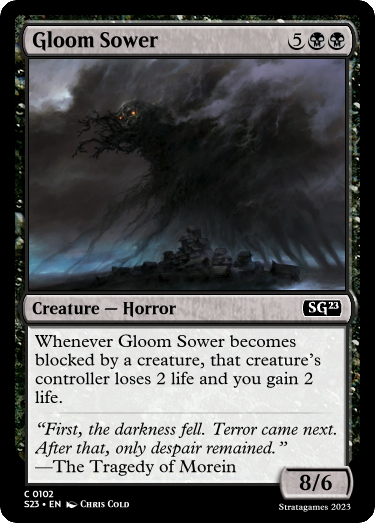 Gloom Sower 5
Creature — Horror SG23
Whenever Gloom Sower becomes
blocked by a creature, that creature's
controller loses 2 life and you gain 2
life.
“First, the darkness fell. Terror came next.
After that, only despair remained.”
—The Tragedy of Morein
8/6
C 0102
S23 • EN Chris Cold
Stratagames 2023